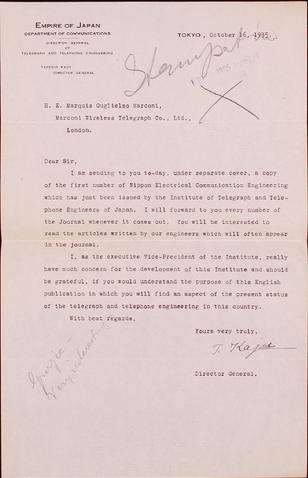 EMPIRE OF JAPAN
DEPARTMENT OF COMMUNICATIONS
DIRECTION GENERAL
OF
TELEGRAPH AND TELEPHONE ENGINEERING
DIRECTOR GENERAL
TOKYO, October 16, 1935.
H. E. Marquis Guglielmo Marconi,
Marconi Wireless Telegraph Co., Ltd.,
London.
Dear Sir,
I am sending to you to-day, under separate cover, a
copy of the first number of Nippon Electrical Communication Engineering
which has just been issued by the Institute of Telegraph and Tele-
phone Engineers of Japan. I will forward to you every number of
the Journal whenever it comes out. You will be interested to
read the articles written by our engineers which will often appear
in the journal.
I, as the executive Vice-President of the Institute, really
have much concern for the development of this Institute and should
be grateful, if you would understand the purpose of this English
publication in which you will find an aspect of the present status
of the telegraph and telephone engineering in this country.
With best regards,
Yours very truly,
T. Kajii
Director General.
Very interesting